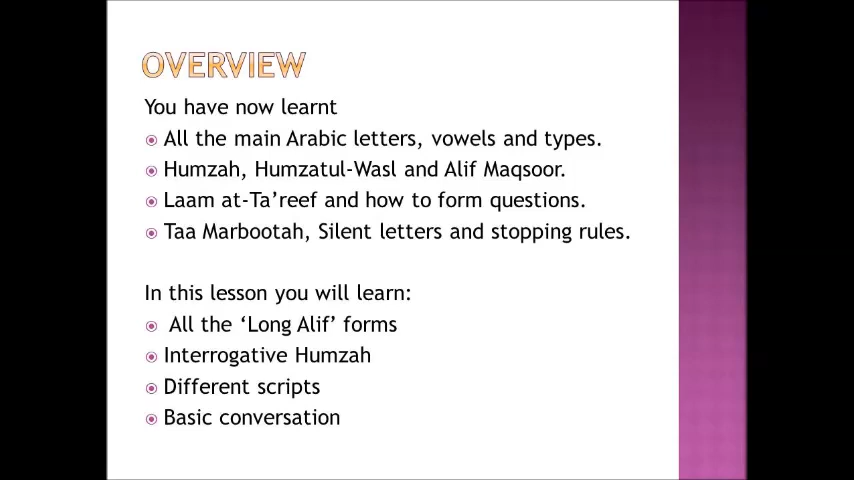 OVERVIEW
You have now learnt
All the main Arabic letters, vowels and types.
Humzah, Humzatul-Wasl and Alif Maqsoor.
Laam at-Ta’reef and how to form questions.
Taa Marbootah, Silent letters and stopping rules.
In this lesson you will learn:
All the ‘Long Alif’ forms
Interrogative Humzah
Different scripts
Basic conversation